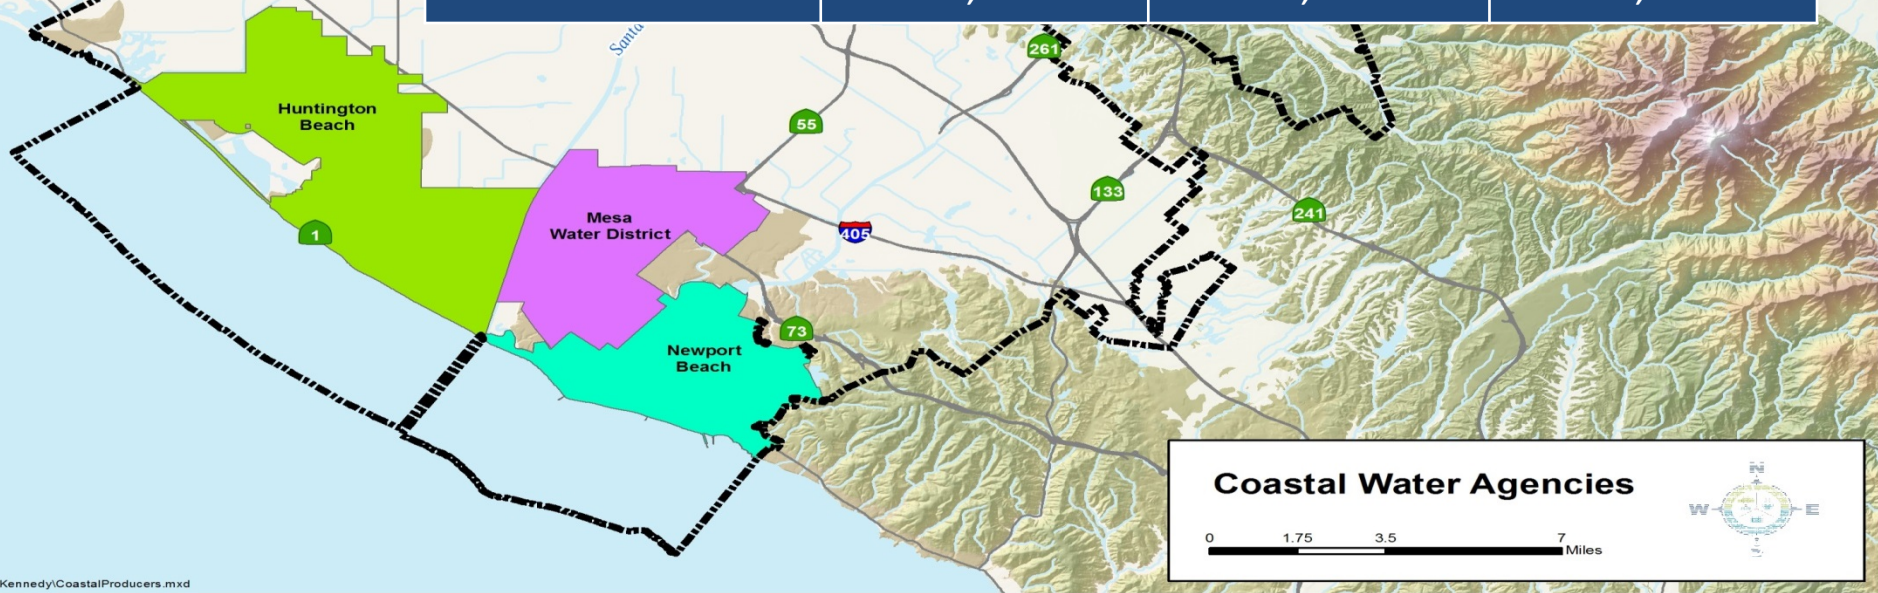 Santa
261
Huntington
Beach
55
133
Mesa
Water District
1
405
241
73
Newport
Beach
Coastal Water Agencies
N
W E
S
0 1.75 3.5 7
Miles
Kennedy\CoastalProducers.mxd